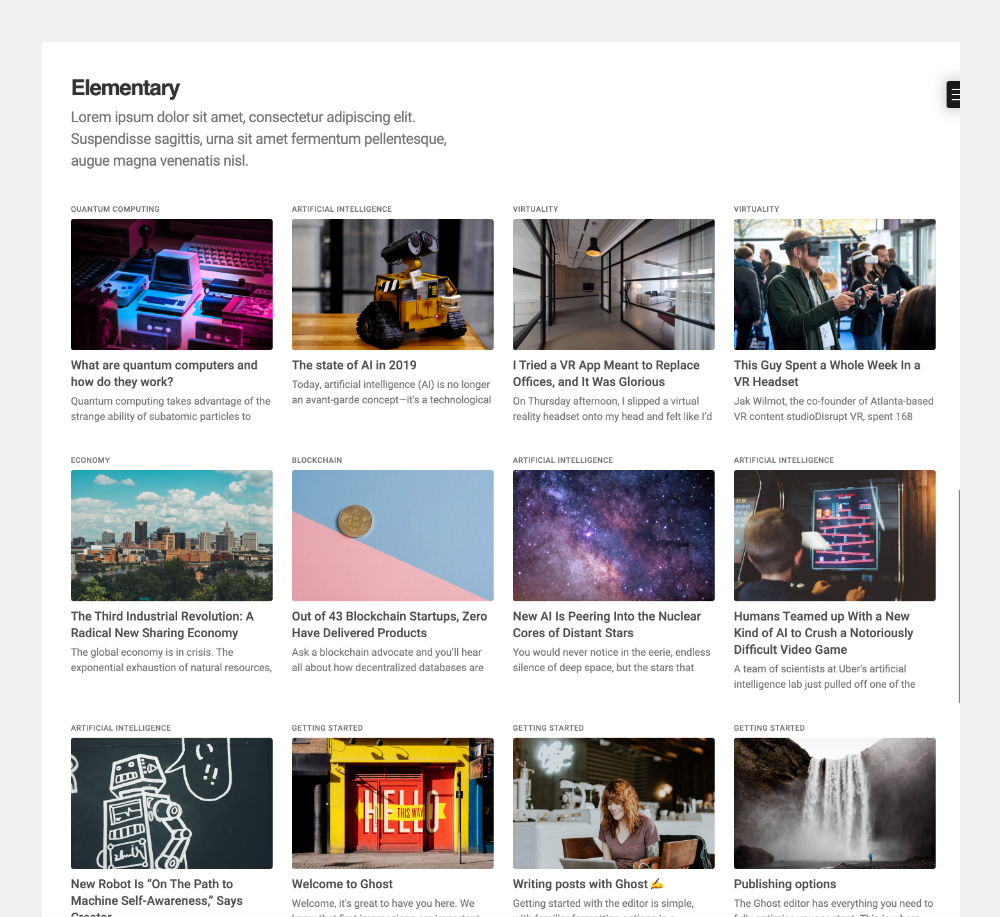 Elementary
Lorem ipsum dolor sit amet, consectetur adipiscing elit.
Suspendisse sagittis, urna sit amet fermentum pellentesque,
augue magna venenatis nisl.
QUANTUM COMPUTING
What are quantum computers and
how do they work?
Quantum computing takes advantage of the
strange ability of subatomic particles to
ARTIFICIAL INTELLIGENCE
The state of AI in 2019
Today, artificial intelligence (AI) is no longer
an avant-garde concept—it's a technological
VIRTUALITY
I Tried a VR App Meant to Replace
Offices, and It Was Glorious
On Thursday afternoon, I slipped a virtual
reality headset onto my head and felt like I'd
VIRTUALITY
This Guy Spent a Whole Week In a
VR Headset
Jak Wilmot, the co-founder of Atlanta-based
VR content studioDisrupt VR, spent 168
ECONOMY
The Third Industrial Revolution: A
Radical New Sharing Economy
The global economy is in crisis. The
exponential exhaustion of natural resources,
BLOCKCHAIN
Out of 43 Blockchain Startups, Zero
Have Delivered Products
Ask a blockchain advocate and you'll hear
all about how decentralized databases are
ARTIFICIAL INTELLIGENCE
New AI Is Peering Into the Nuclear
Cores of Distant Stars
You would never notice in the eerie, endless
silence of deep space, but the stars that
ARTIFICIAL INTELLIGENCE
Humans Teamed up With a New
Kind of AI to Crush a Notoriously
Difficult Video Game
A team of scientists at Uber's artificial
intelligence lab just pulled off one of the
ARTIFICIAL INTELLIGENCE
New Robot Is “On The Path to
Machine Self-Awareness,” Says
Creator
GETTING STARTED
HELLO
THIS WAY
Welcome to Ghost
Welcome, it's great to have you here. We
know that first impressions are important
GETTING STARTED
Writing posts with Ghost ✍️
Getting started with the editor is simple,
GETTING STARTED
Publishing options
The Ghost editor has everything you need to